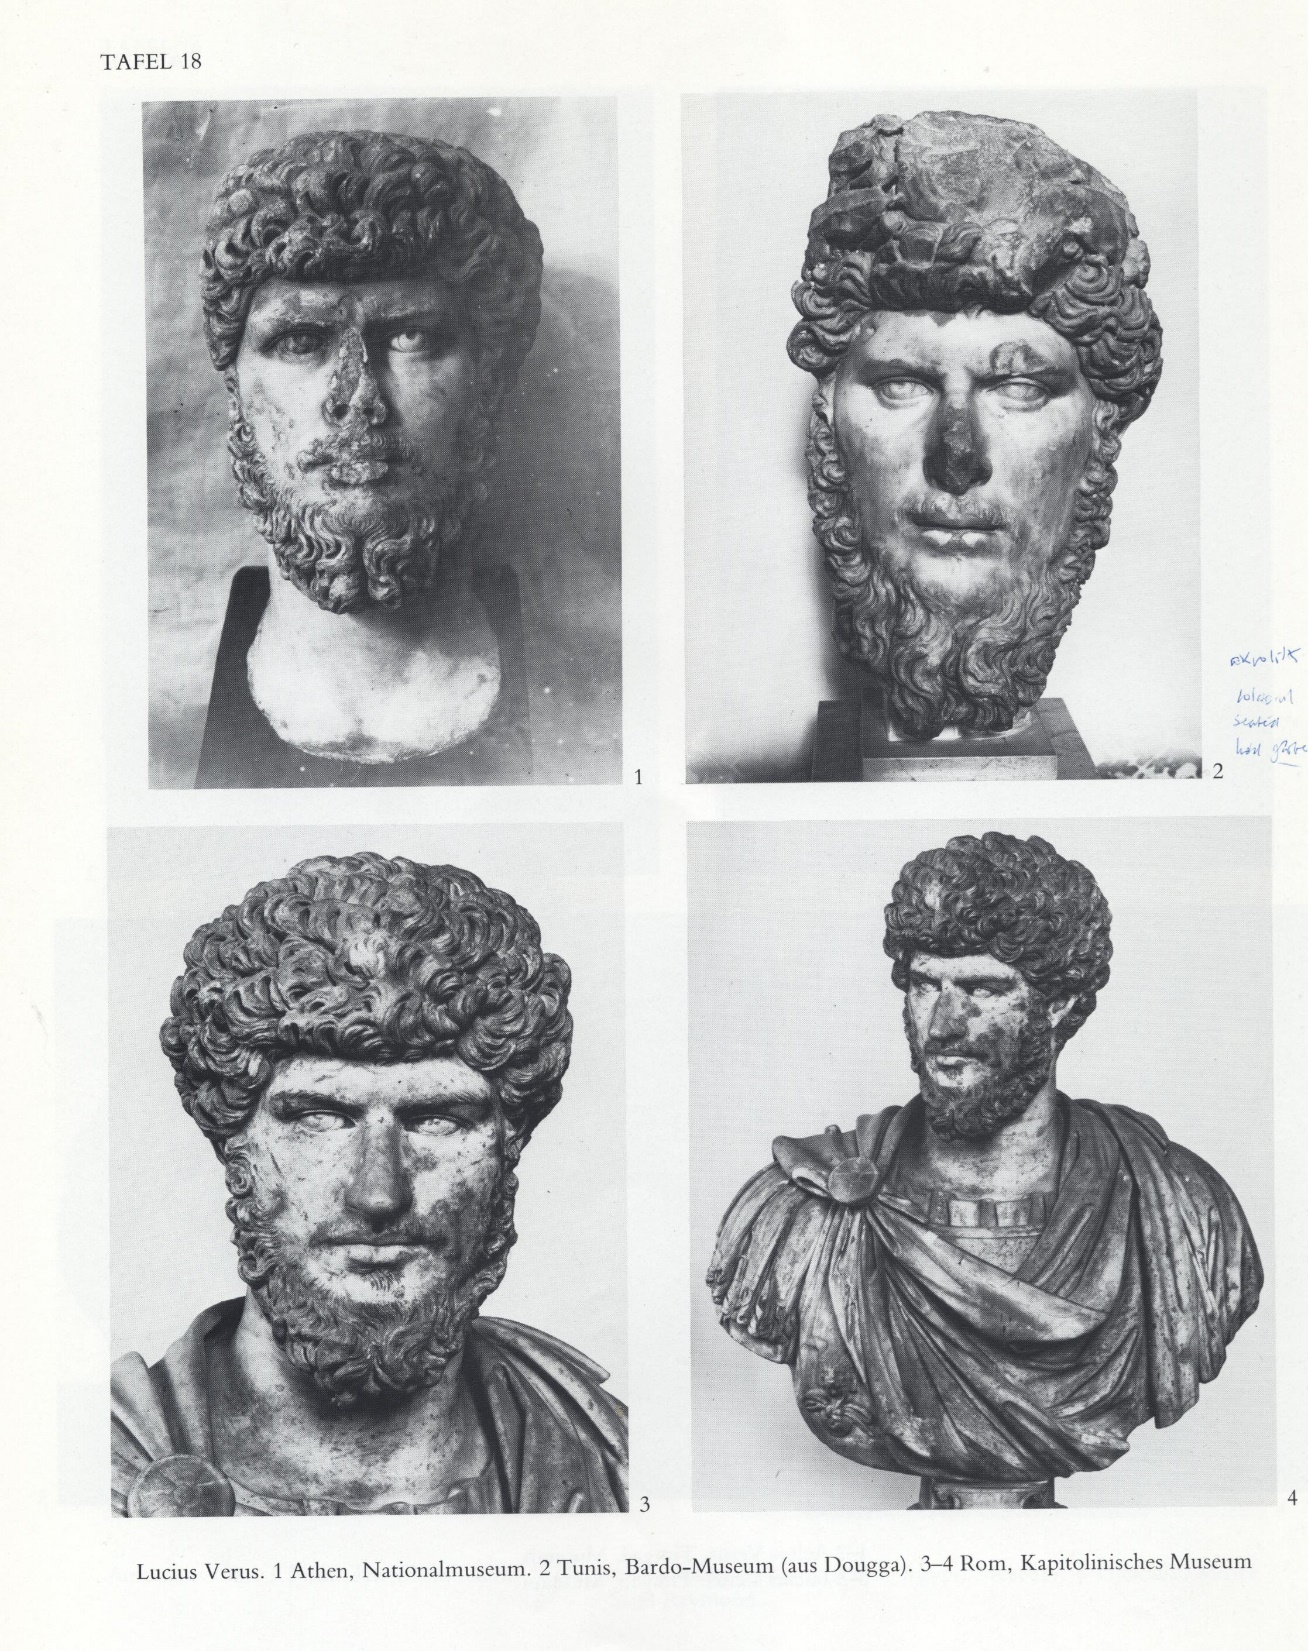 TAFEL 18
1
akrolith
2
3
4
Lucius Verus. 1 Athen, Nationalmuseum. 2 Tunis, Bardo-Museum (aus Dougga). 3–4 Rom, Kapitolinisches Museum